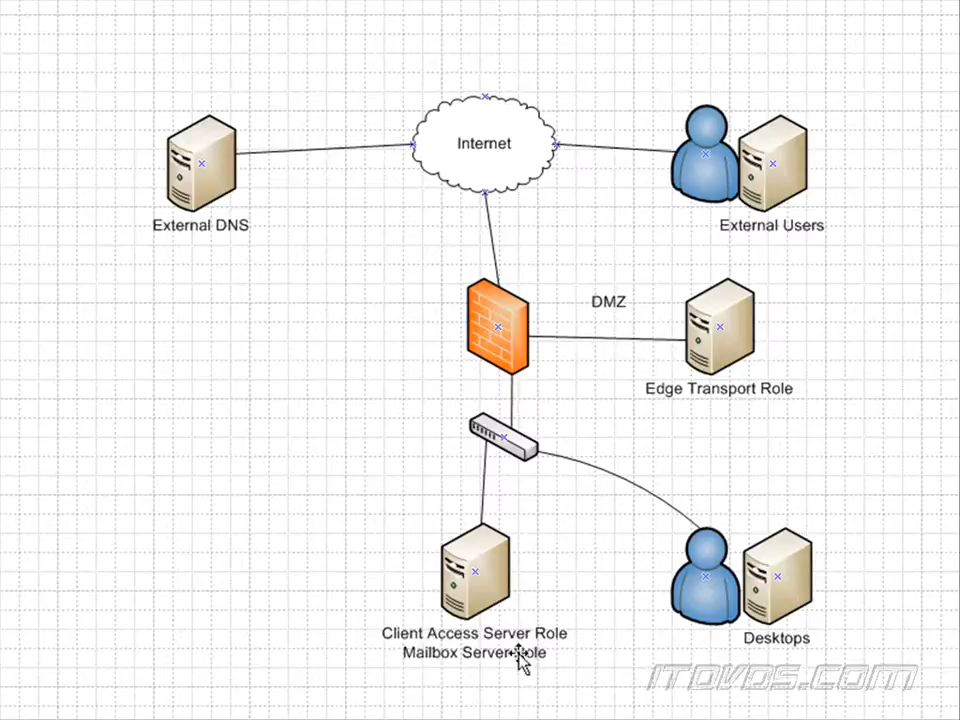 Internet
External DNS
External Users
DMZ
Edge Transport Role
Client Access Server Role
Mailbox Server Role
Desktops
ITDVDS.COM